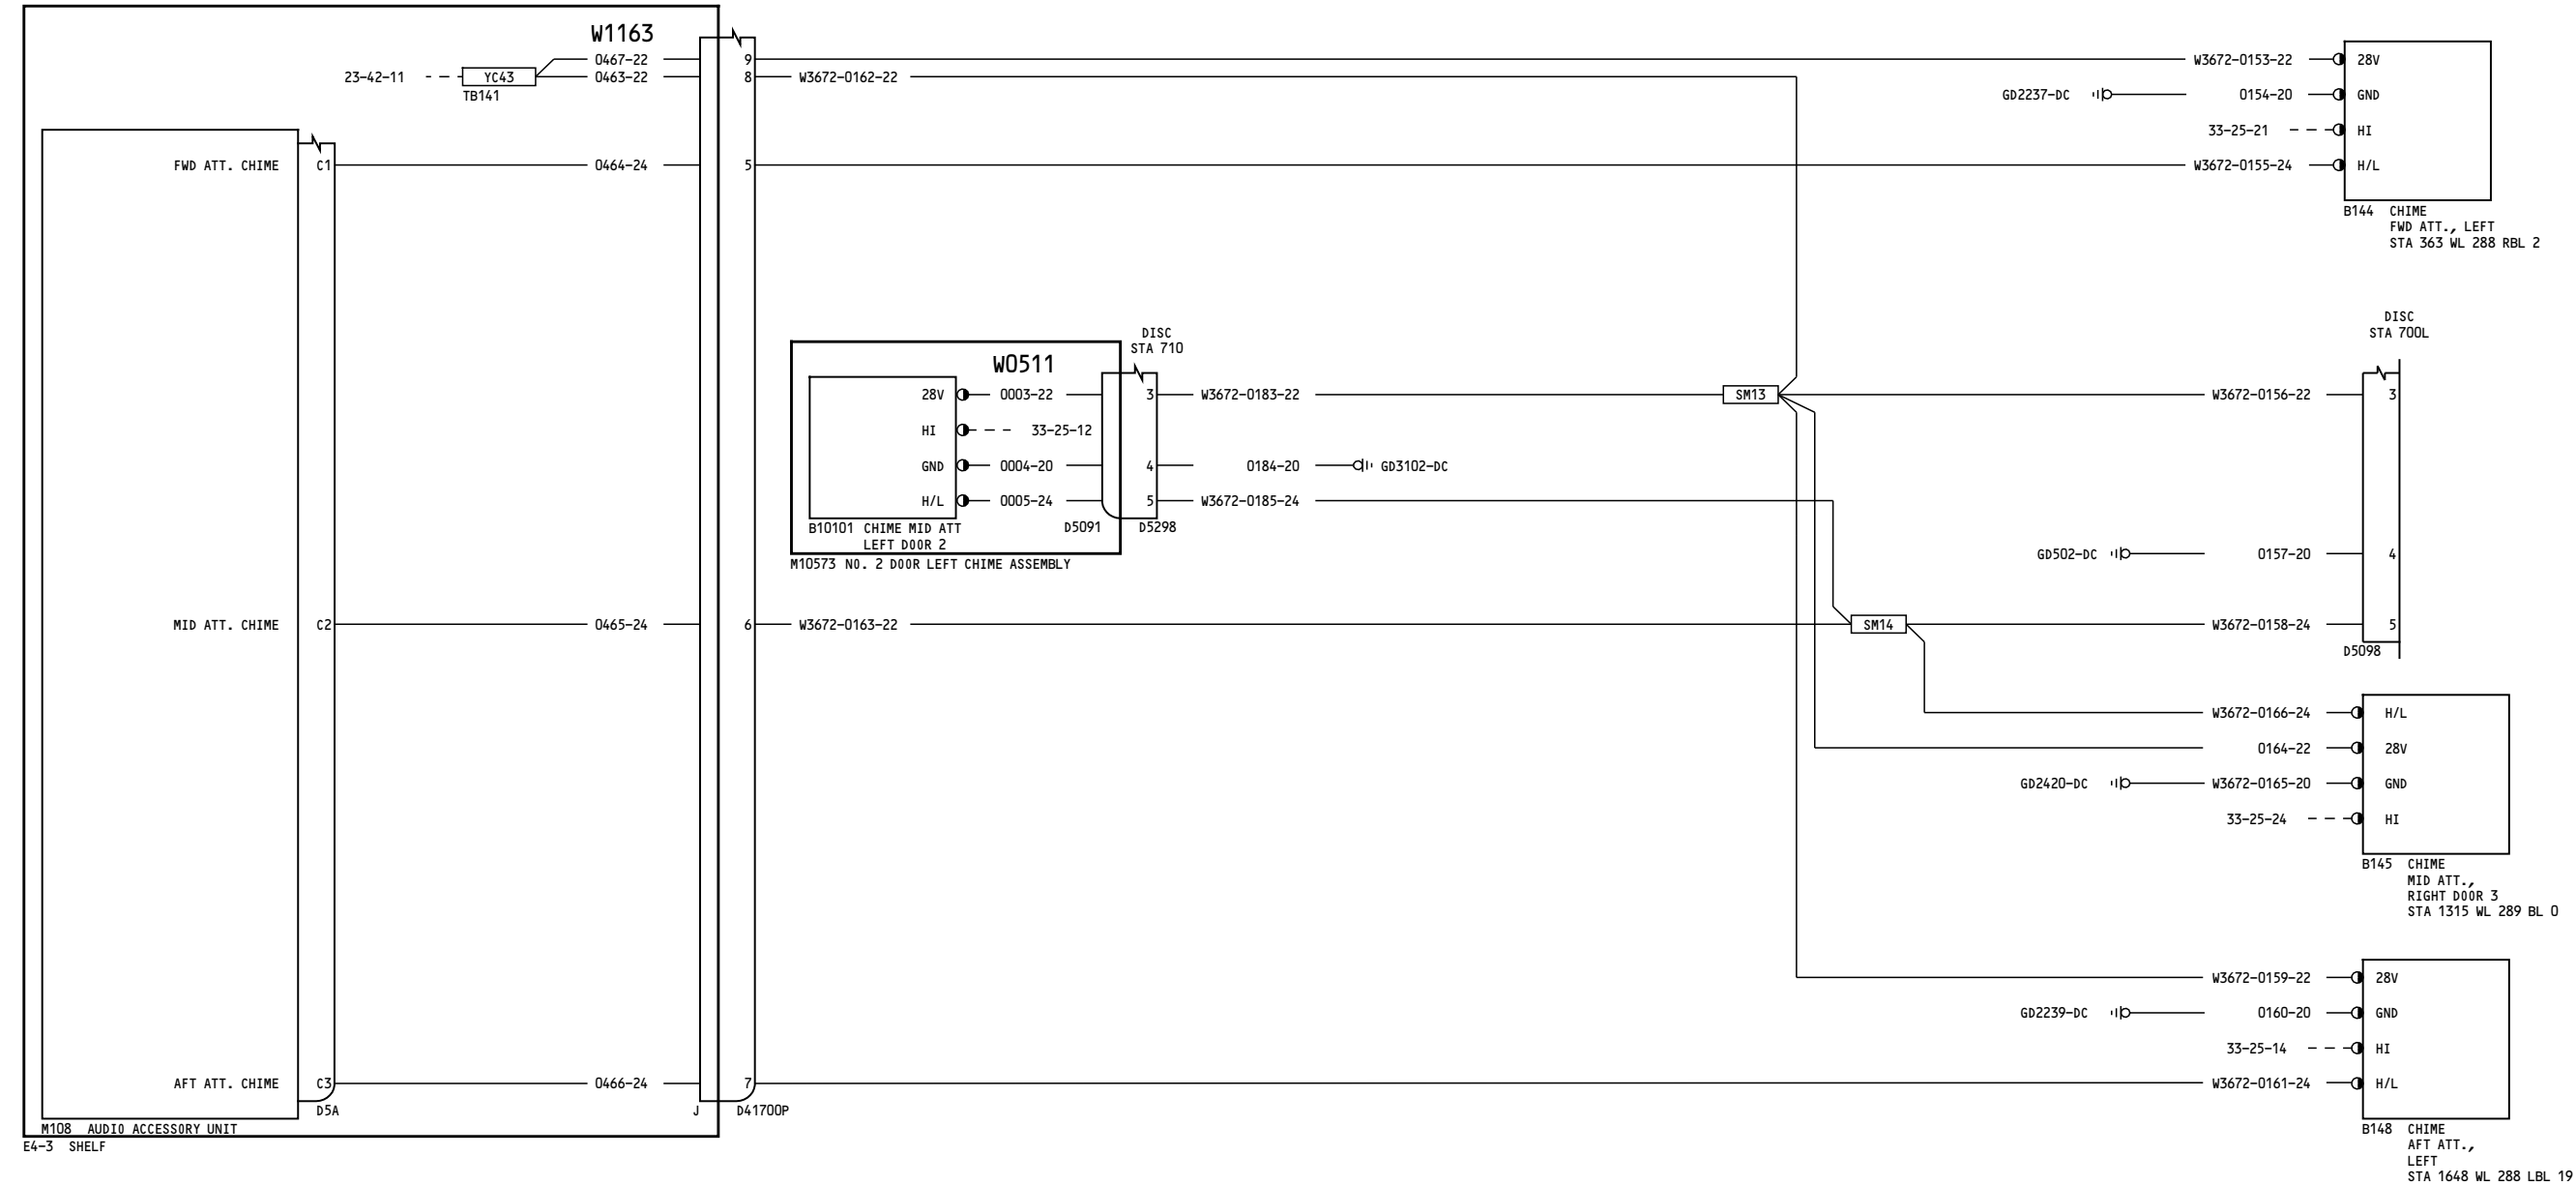 W1163
0467-22
23-42-11 YC43 0463-22
TB141
9
8 W3672-0162-22
FWD ATT. CHIME C1 0464-24 5
MID ATT. CHIME C2 0465-24 6 W3672-0163-22
AFT ATT. CHIME C3 0466-24 7
D5A
J D41700P
M108 AUDIO ACCESSORY UNIT
E4-3 SHELF
DISC
STA 710
W0511
28V 0003-22 3 W3672-0183-22
HI 33-25-12
GND 0004-20 4 0184-20 GD3102-DC
H/L 0005-24 5 W3672-0185-24
B10101 CHIME MID ATT
LEFT DOOR 2
D5091 D5298
M10573 NO. 2 DOOR LEFT CHIME ASSEMBLY
SM13
SM14
W3672-0153-22 28V
GD2237-DC 0154-20 GND
33-25-21 HI
W3672-0155-24 H/L
B144 CHIME
FWD ATT., LEFT
STA 363 WL 288 RBL 2
DISC
STA 700L
W3672-0156-22 3
GD502-DC 0157-20 4
W3672-0158-24 5
D5098
W3672-0166-24 H/L
0164-22 28V
GD2420-DC W3672-0165-20 GND
33-25-24 HI
B145 CHIME
MID ATT.,
RIGHT DOOR 3
STA 1315 WL 289 BL 0
W3672-0159-22 28V
GD2239-DC 0160-20 GND
33-25-14 HI
W3672-0161-24 H/L
B148 CHIME
AFT ATT.,
LEFT
STA 1648 WL 288 LBL 19